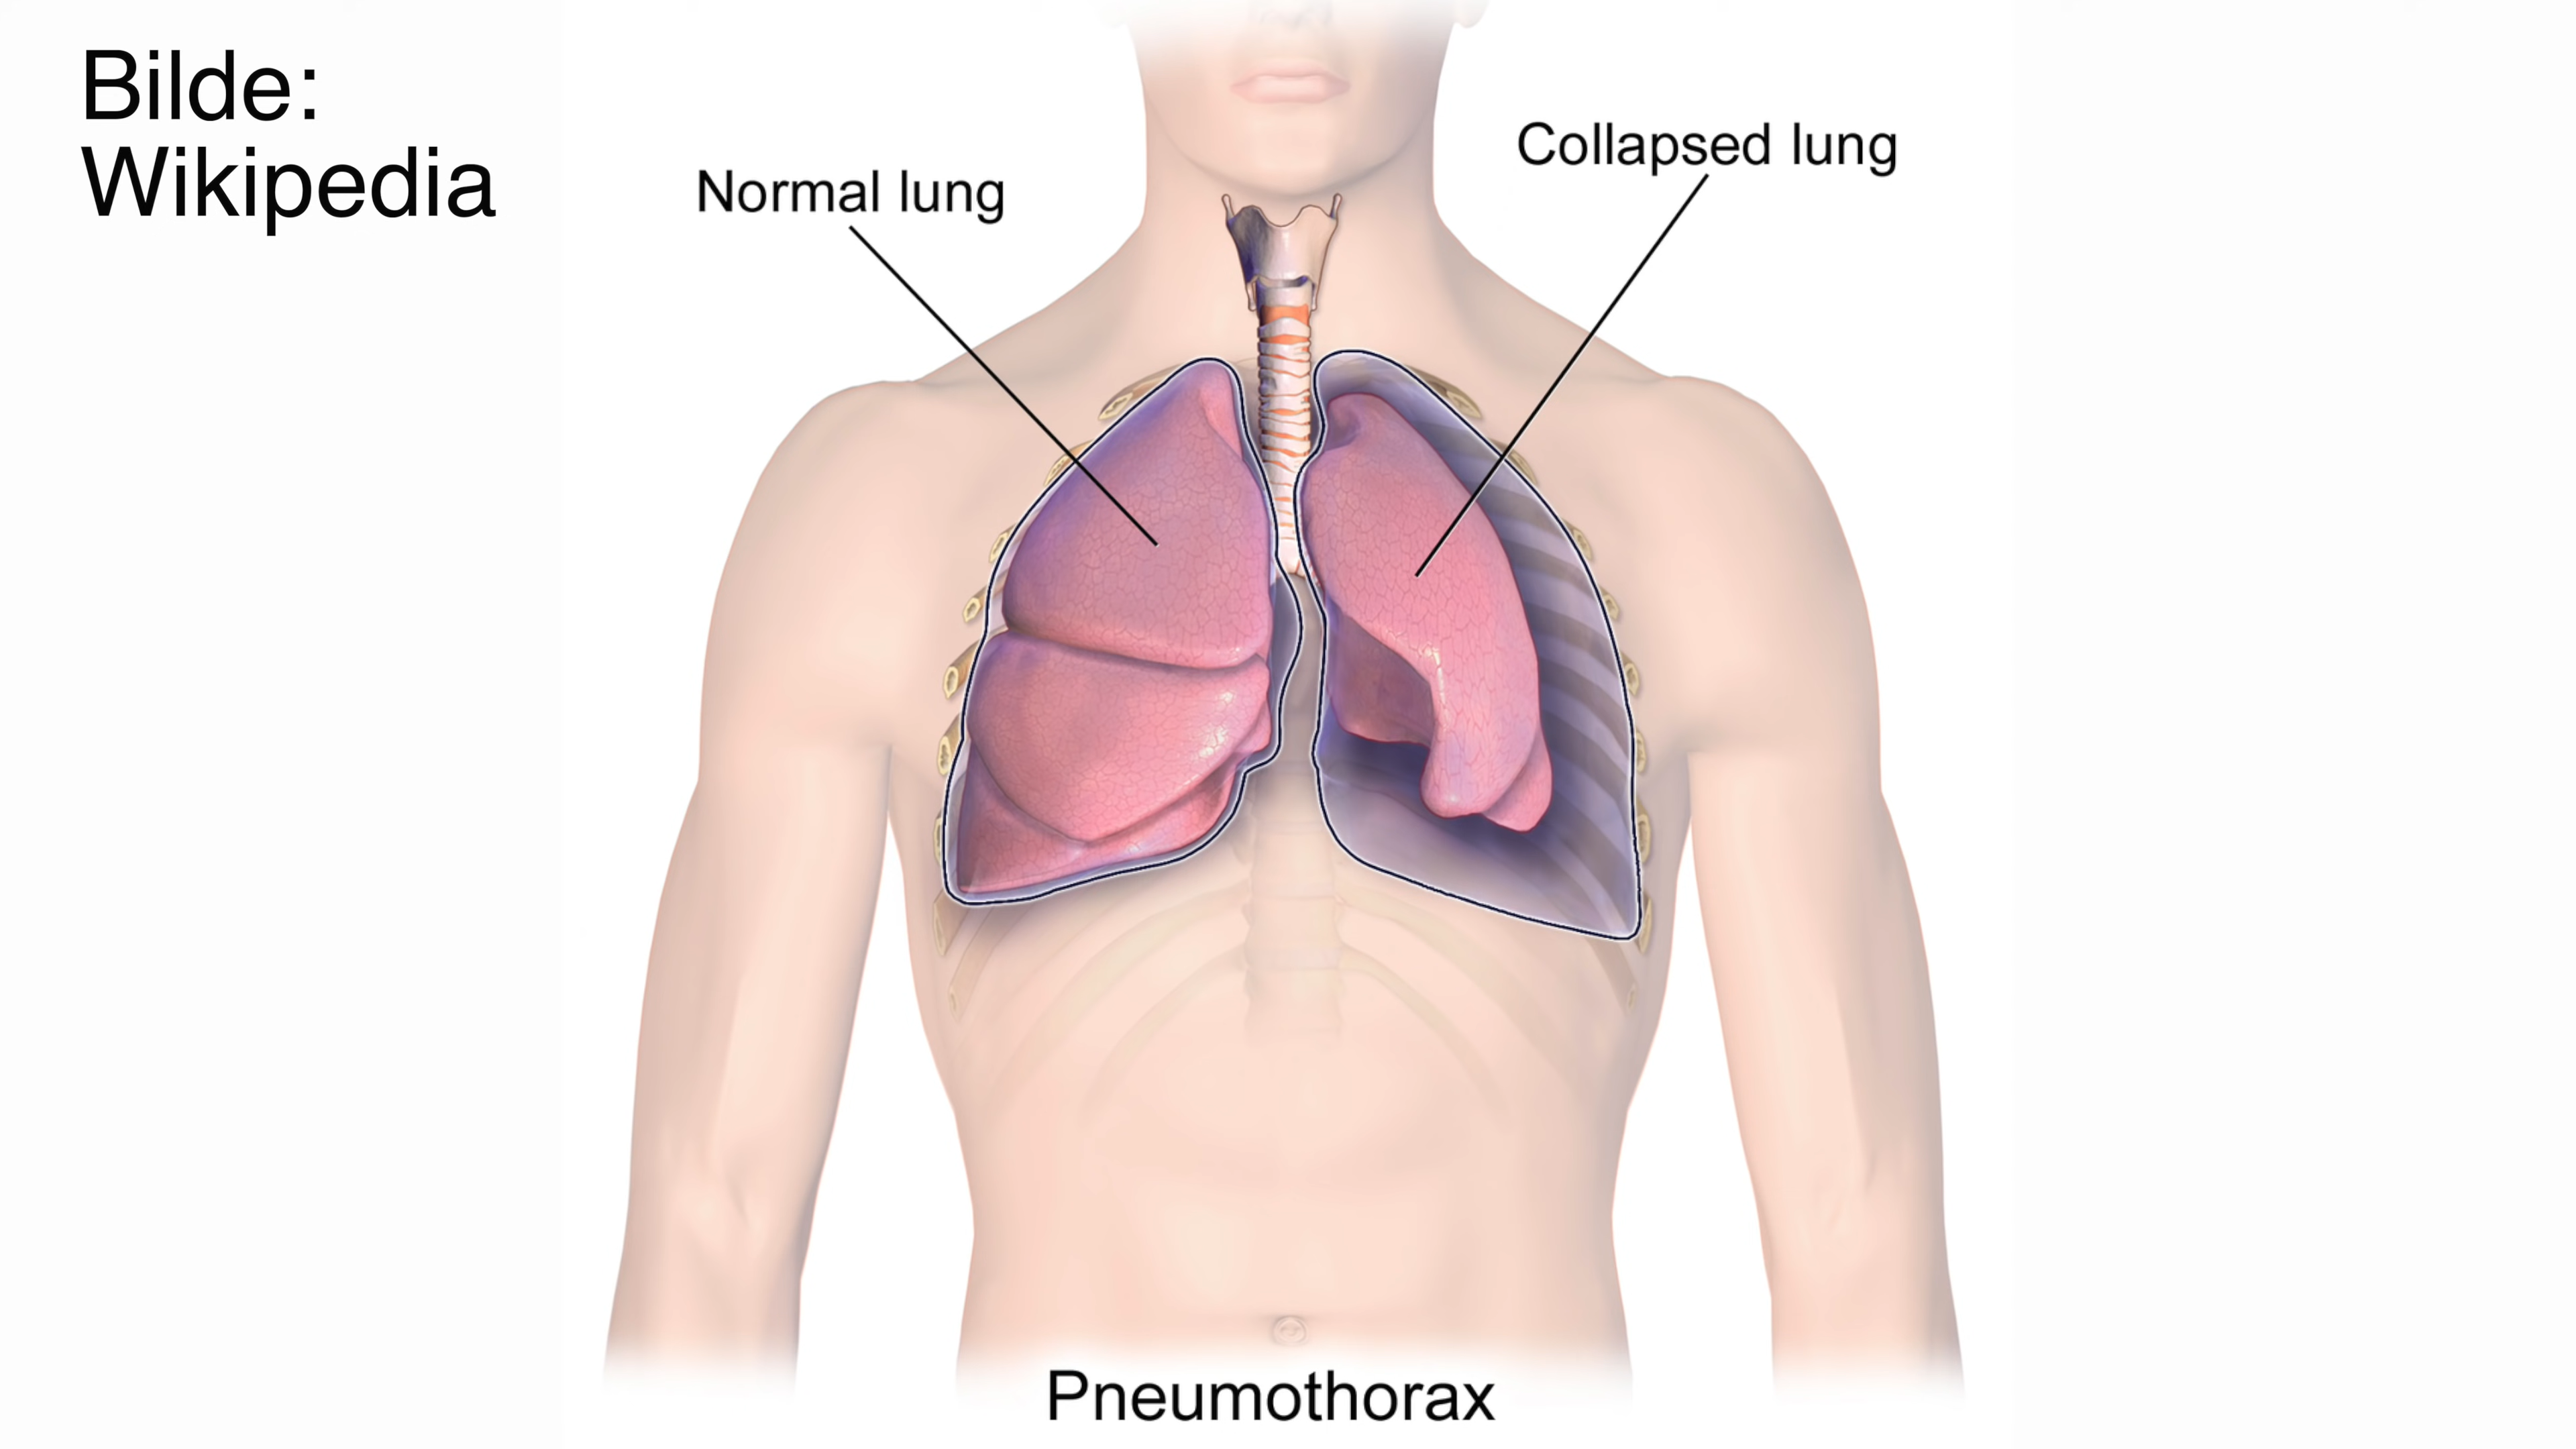 Bilde:
Wikipedia
Normal lung
Collapsed lung
Pneumothorax